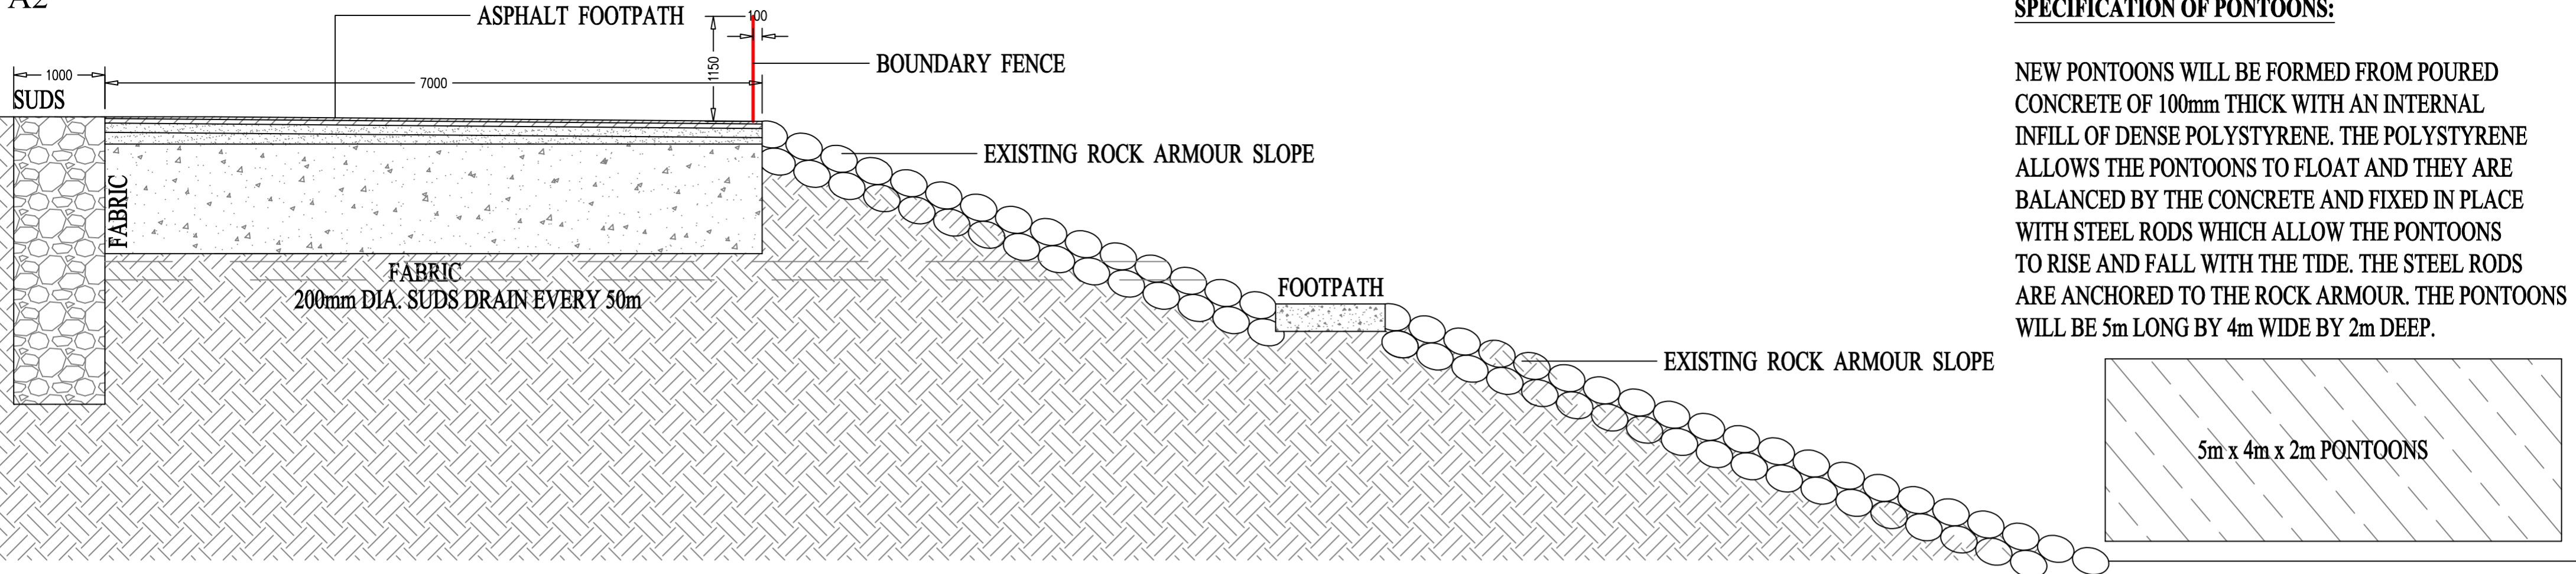 A2
ASPHALT FOOTPATH
100
BOUNDARY FENCE
1150
1000
7000
SUDS
EXISTING ROCK ARMOUR SLOPE
FABRIC
FABRIC
200mm DIA. SUDS DRAIN EVERY 50m
FOOTPATH
EXISTING ROCK ARMOUR SLOPE
SPECIFICATION OF PONTOONS:
NEW PONTOONS WILL BE FORMED FROM POURED
CONCRETE OF 100mm THICK WITH AN INTERNAL
INFILL OF DENSE POLYSTYRENE. THE POLYSTYRENE
ALLOWS THE PONTOONS TO FLOAT AND THEY ARE
BALANCED BY THE CONCRETE AND FIXED IN PLACE
WITH STEEL RODS WHICH ALLOW THE PONTOONS
TO RISE AND FALL WITH THE TIDE. THE STEEL RODS
ARE ANCHORED TO THE ROCK ARMOUR. THE PONTOONS
WILL BE 5m LONG BY 4m WIDE BY 2m DEEP.
5m x 4m x 2m PONTOONS